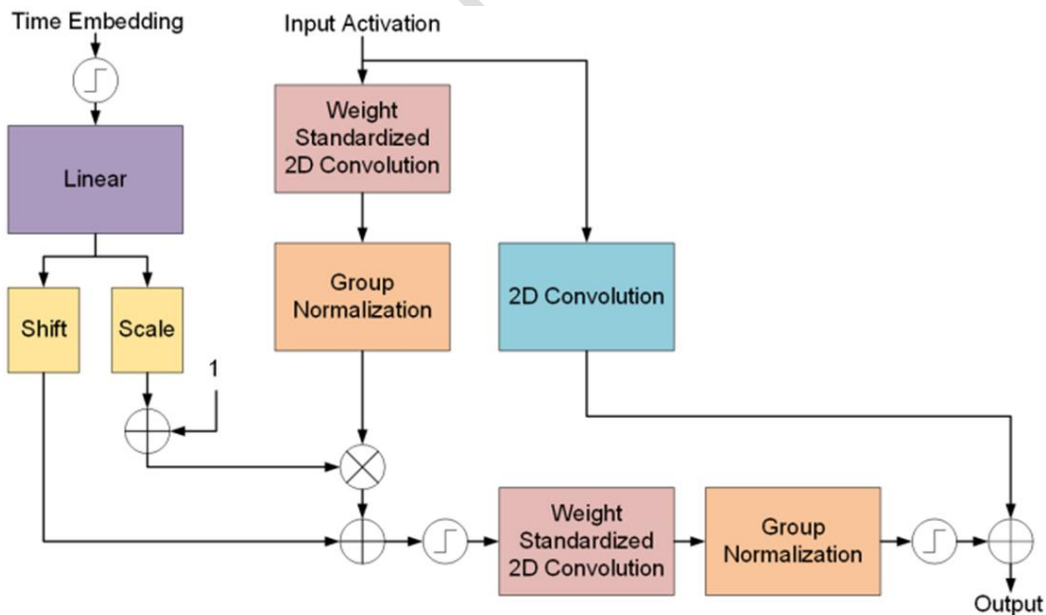 Time Embedding
Input Activation
Weight
Standardized
2D Convolution
Linear
Group
Normalization
2D Convolution
Shift
Scale
1
Weight
Standardized
2D Convolution
Group
Normalization
Output